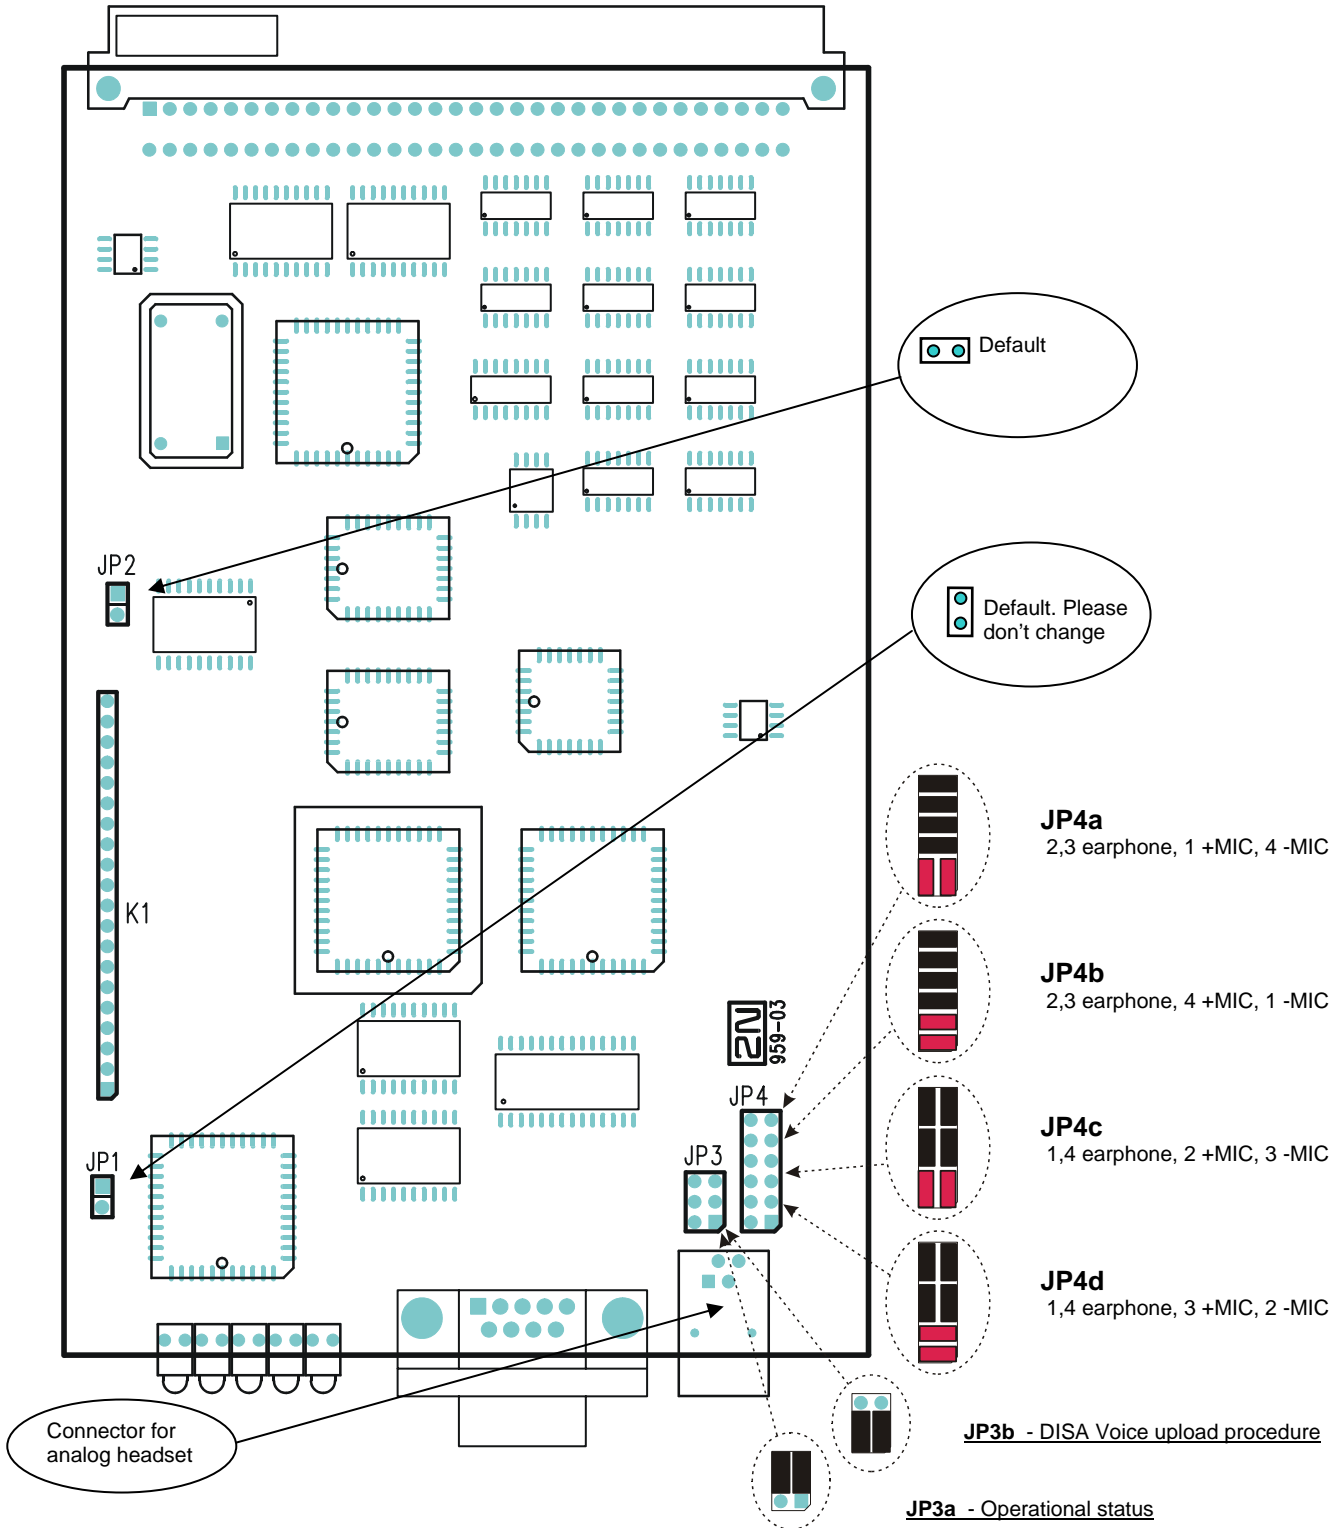 Default
JP2
Default. Please
don't change
JP4a
2,3 earphone, 1 +MIC, 4 -MIC
K1
JP4b
2,3 earphone, 4 +MIC, 1 -MIC
2N
959-03
JP4
JP4c
1,4 earphone, 2 +MIC, 3 -MIC
JP3
JP1
JP4d
1,4 earphone, 3 +MIC, 2 -MIC
Connector for
analog headset
JP3b - DISA Voice upload procedure
JP3a - Operational status